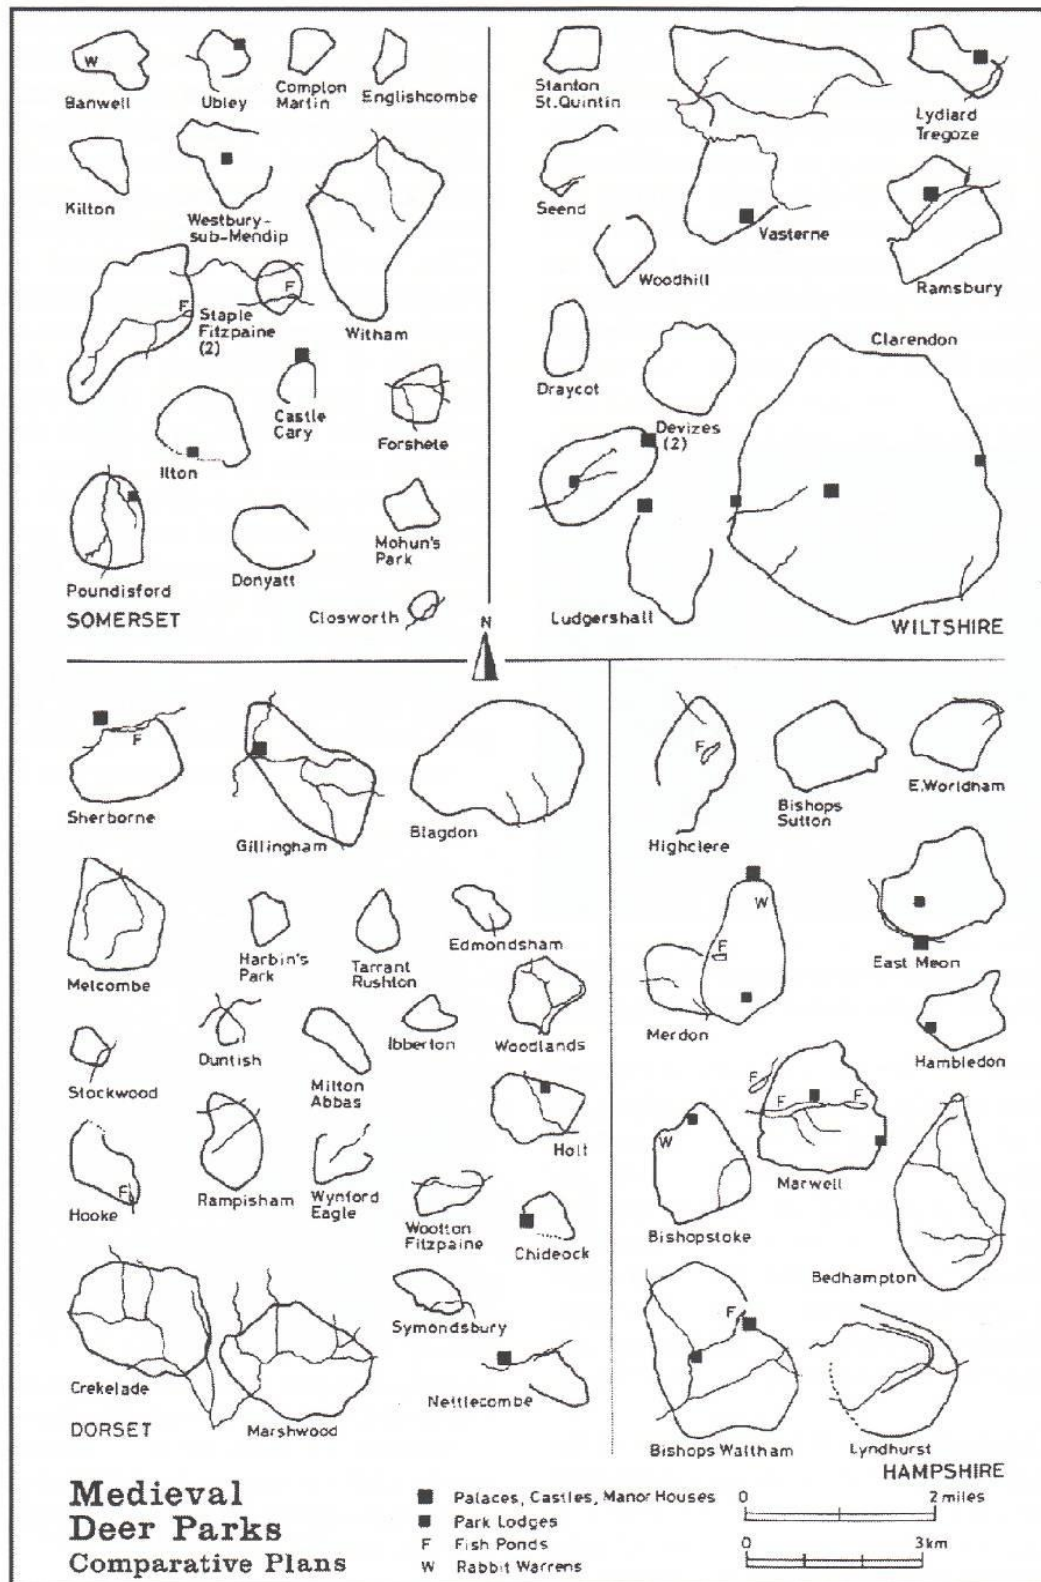 W
Banwell
Ubley
Complon
Martin
Englishcombe
Kilton
Westbury-
sub-Mendip
Witham
F
Staple
Fitzpaine
(2)
F
Castle
Cary
Forshete
Ilton
Poundisford
Donyatt
Mohun's
Park
Closworth
SOMERSET
Stanton
St.Quintin
Lydiard
Tregoze
Seend
Vasterne
Woodhill
Ramsbury
Draycot
Devizes
(2)
Clarendon
Ludgershall
WILTSHIRE
N
F
Sherborne
Gillingham
Blagdon
Melcombe
Harbin's
Park
Tarrant
Rushton
Edmondsham
Stockwood
Duntish
Milton
Abbas
Ibberton
Woodlands
Holt
F
Hooke
Rampisham
Wynford
Eagle
Wootton
Fitzpaine
Chideock
Crekelade
Marshwood
Symondsbury
Nettlecombe
DORSET
F
Highclere
Bishops
Sutton
E.Worldham
W
F
Merdon
East Meon
Hambledon
F
F
F
Marwell
W
Bishopstoke
Bedhampton
F
Bishops Waltham
Lyndhurst
HAMPSHIRE
Medieval
Deer Parks
Comparative Plans
Palaces, Castles, Manor Houses
Park Lodges
F Fish Ponds
W Rabbit Warrens
0 2 miles
0 3km